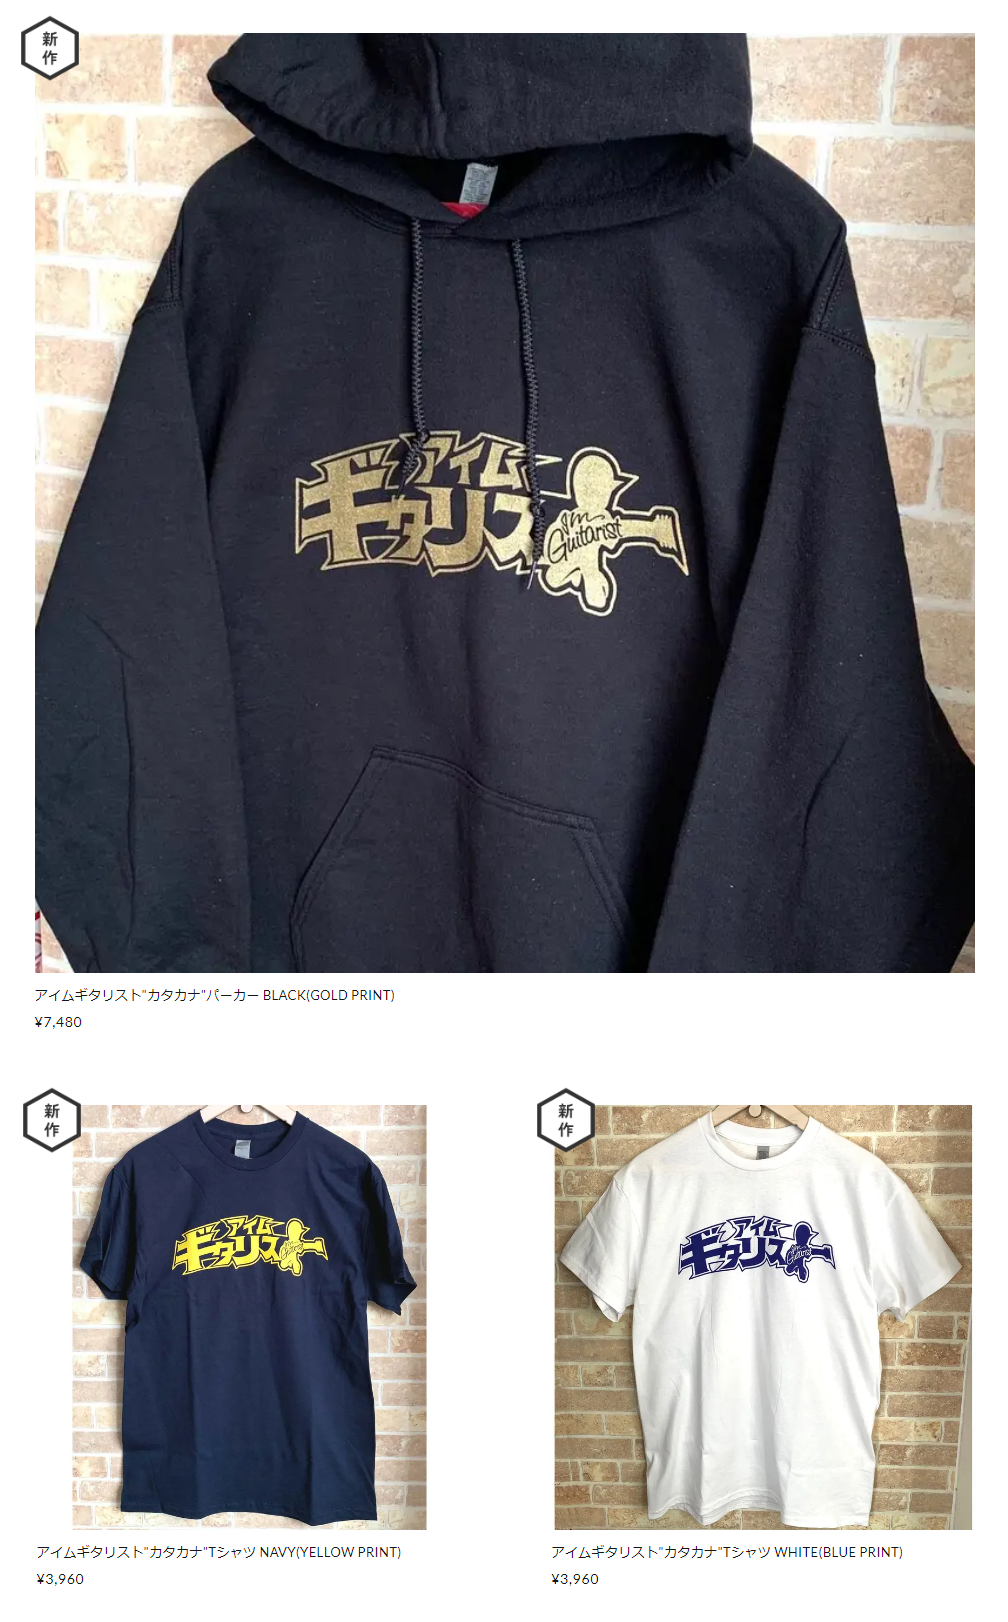 新
作
アイム
ギタリスト
I'm
Guitarist
アイムギタリスト"カタカナ"パーカー BLACK(GOLD PRINT)
¥7,480
新
作
アイム
ギタリスト
I'm
Guitarist
アイムギタリスト"カタカナ"Tシャツ NAVY(YELLOW PRINT)
¥3,960
新
作
アイム
ギタリスト
I'm
Guitarist
アイムギタリスト"カタカナ"Tシャツ WHITE(BLUE PRINT)
¥3,960